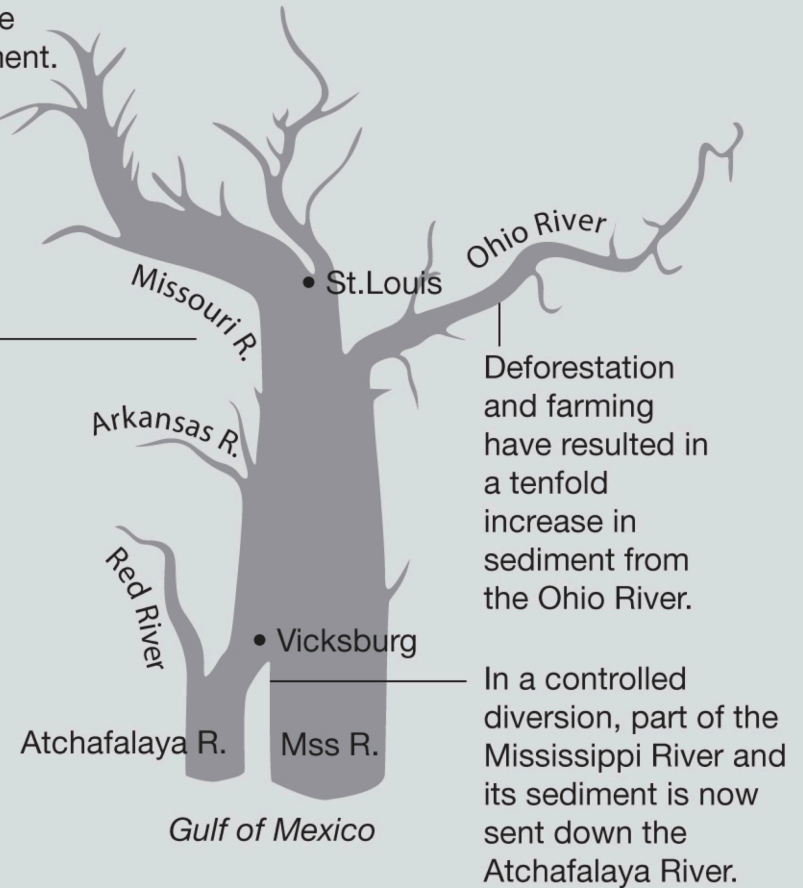 Missouri R.
St.Louis
Ohio River
Arkansas R.
Deforestation
and farming
have resulted in
a tenfold
increase in
sediment from
the Ohio River.
Red River
Vicksburg
In a controlled
diversion, part of the
Mississippi River and
its sediment is now
sent down the
Atchafalaya River.
Atchafalaya R.
Mss R.
Gulf of Mexico